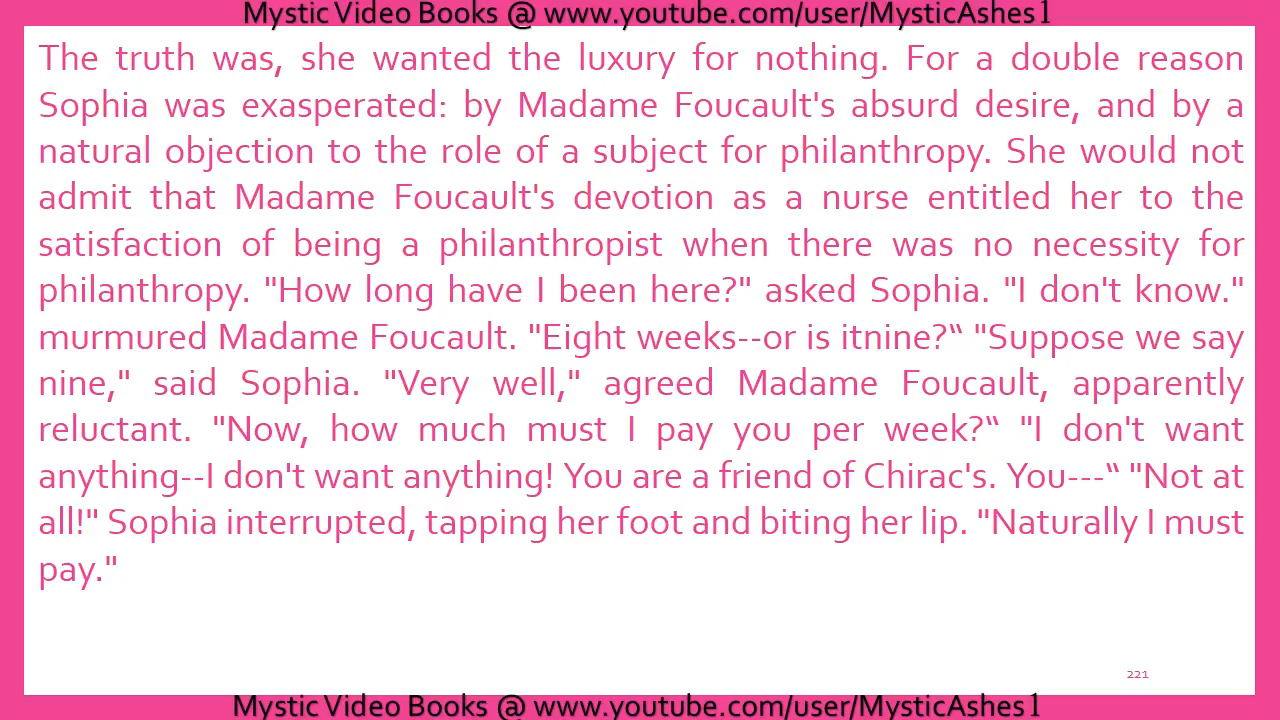 Mystic Video Books @ www.youtube.com/user/MysticAshes1
The truth was, she wanted the luxury for nothing. For a double reason
Sophia was exasperated: by Madame Foucault's absurd desire, and by a
natural objection to the role of a subject for philanthropy. She would not
admit that Madame Foucault's devotion as a nurse entitled her to the
satisfaction of being a philanthropist when there was no necessity for
philanthropy. "How long have I been here?" asked Sophia. "I don't know."
murmured Madame Foucault. "Eight weeks--or is itnine?“ "Suppose we say
nine," said Sophia. "Very well," agreed Madame Foucault, apparently
reluctant. "Now, how much must I pay you per week?“ "I don't want
anything--I don't want anything! You are a friend of Chirac's. You---“ "Not at
all!" Sophia interrupted, tapping her foot and biting her lip. "Naturally I must
pay."
221
Mystic Video Books @ www.youtube.com/user/MysticAshes1